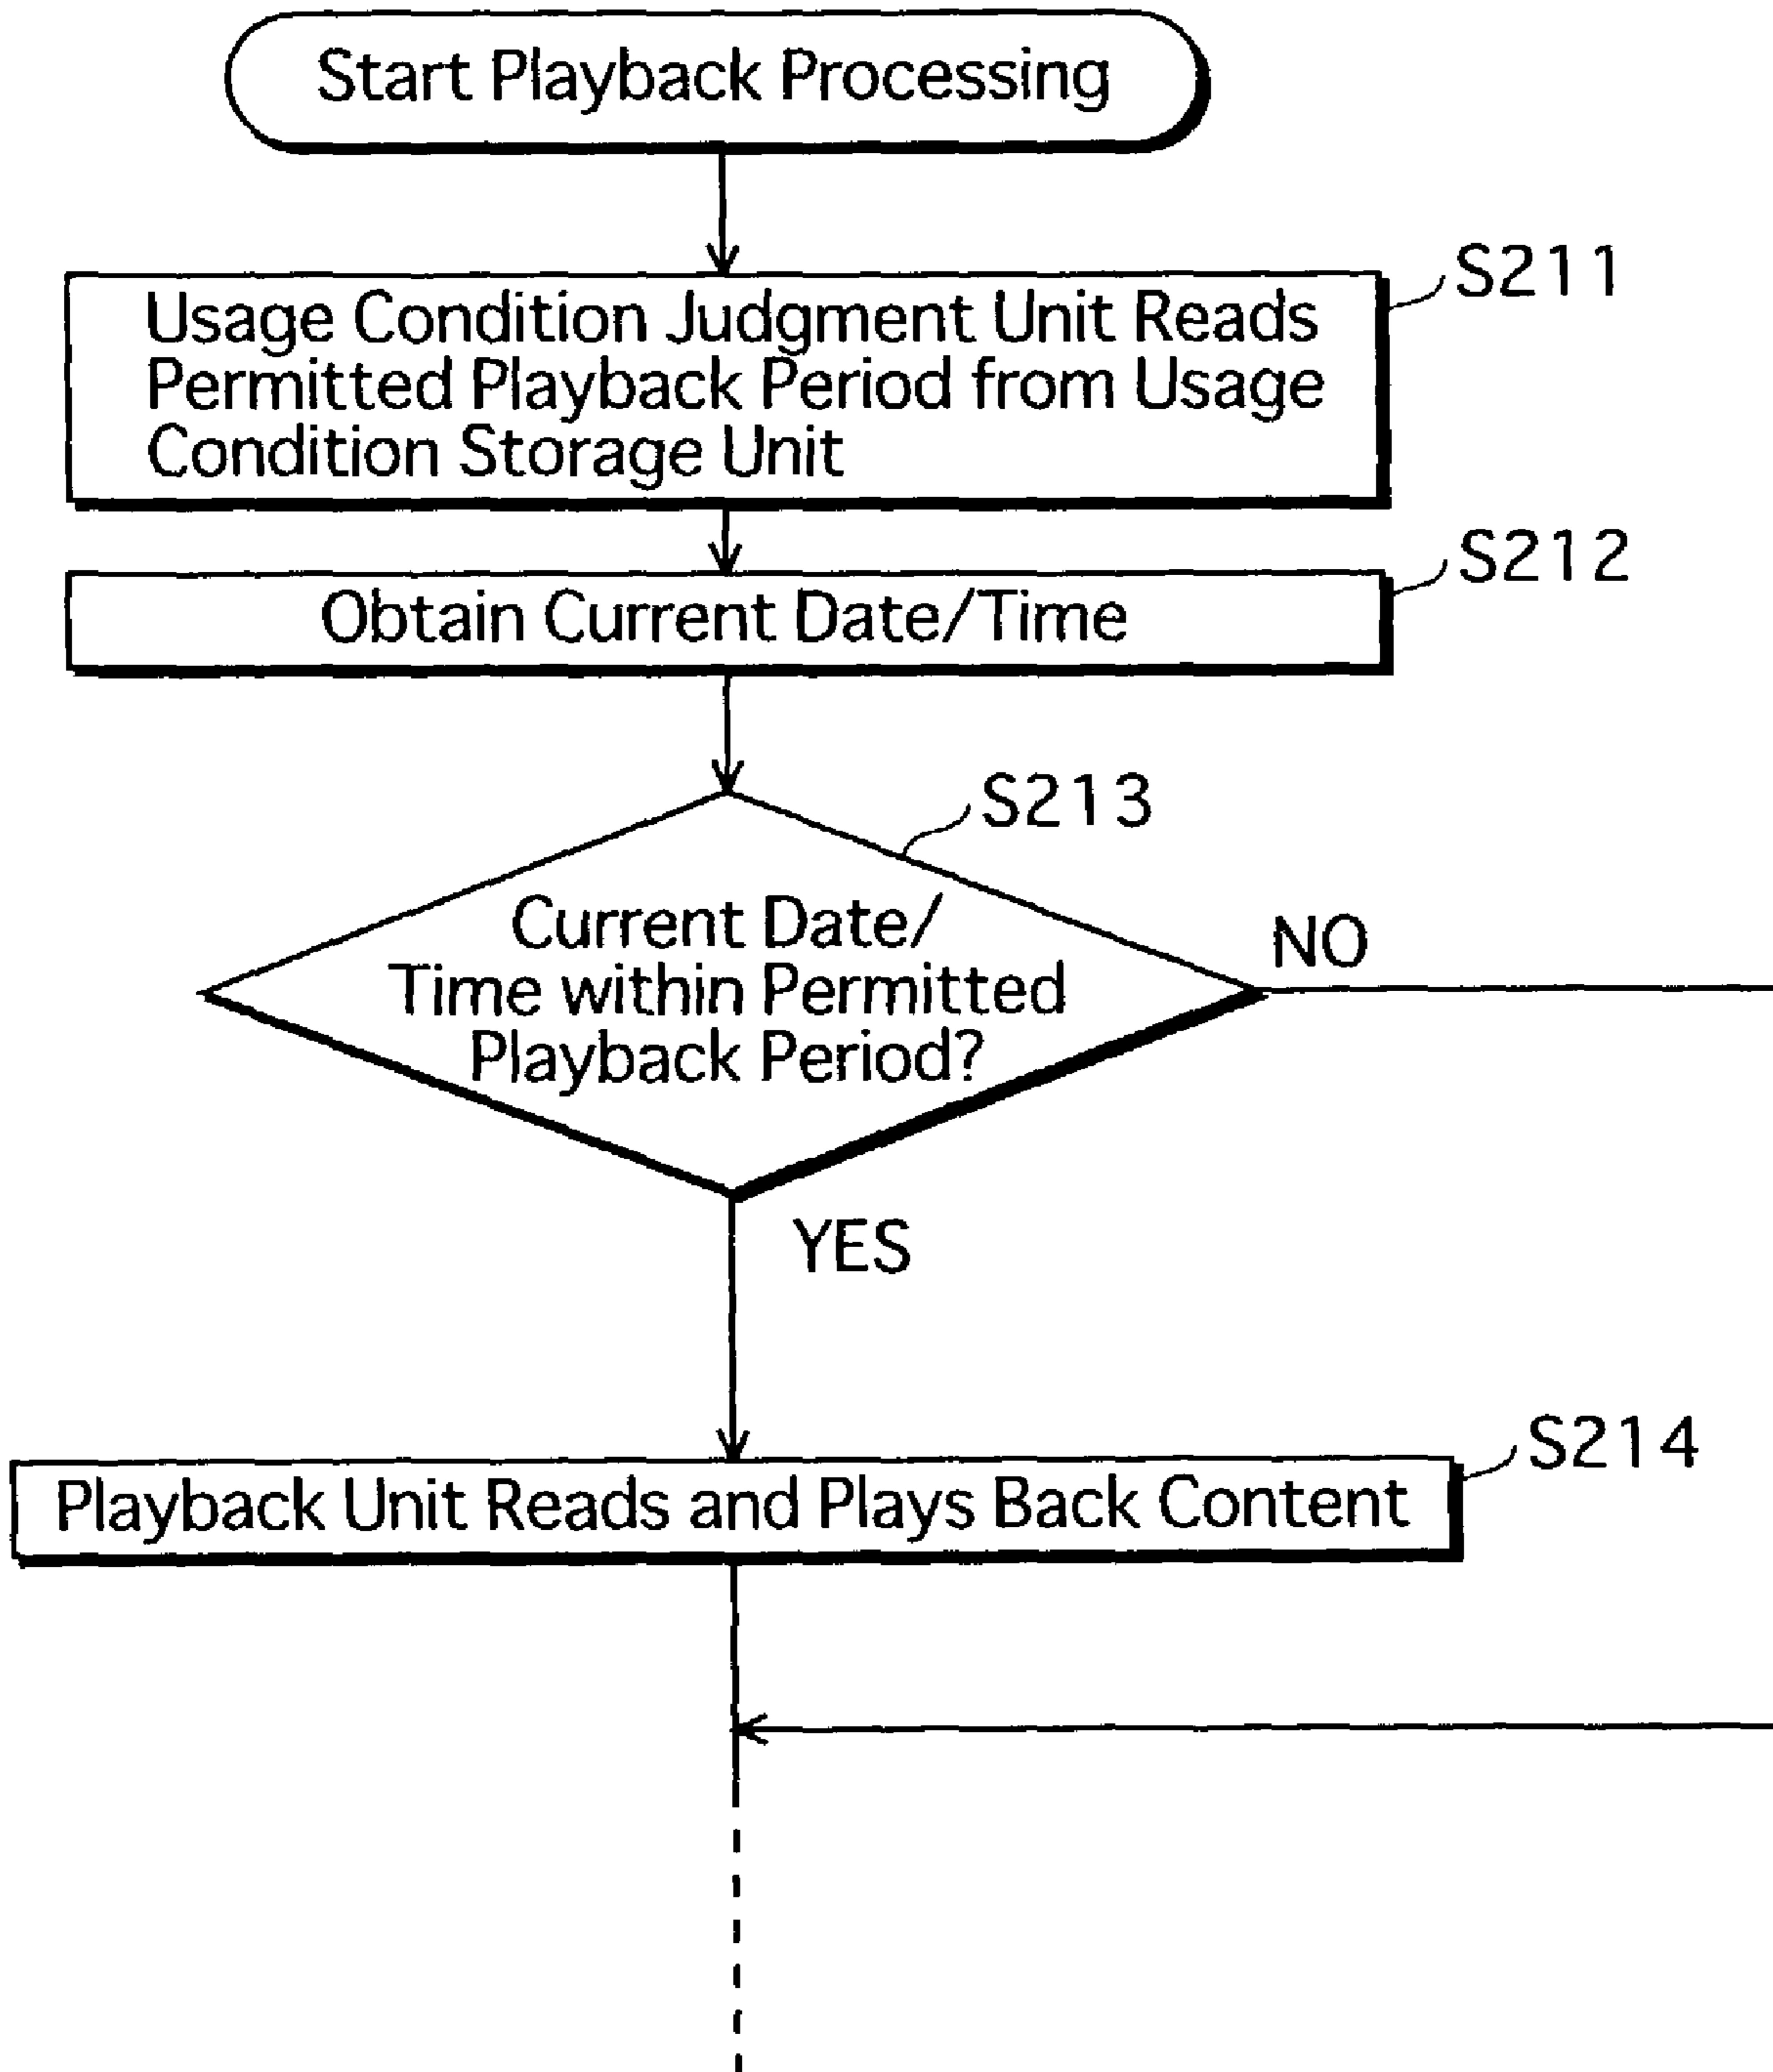 Start Playback Processing
S211
Usage Condition Judgment Unit Reads
Permitted Playback Period from Usage
Condition Storage Unit
S212
Obtain Current Date/Time
S213
Current Date/
Time within Permitted
Playback Period?
NO
YES
S214
Playback Unit Reads and Plays Back Content